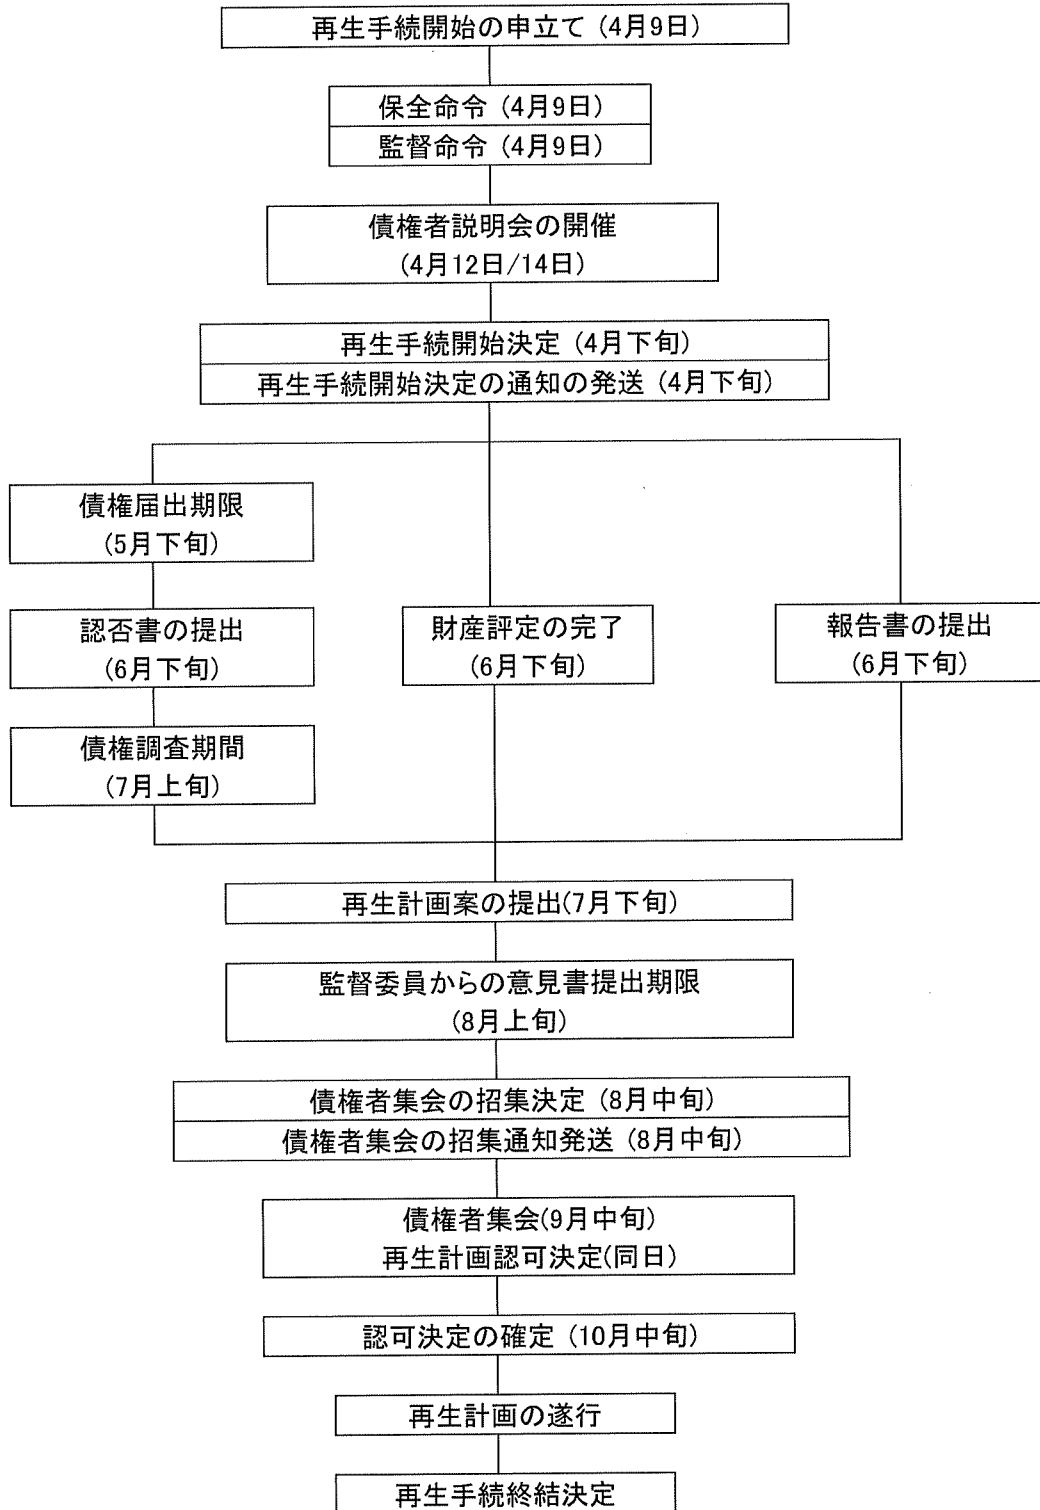 再生手続開始の申立て (4月9日)
保全命令 (4月9日)
監督命令 (4月9日)
債権者説明会の開催
(4月12日/14日)
再生手続開始決定 (4月下旬)
再生手続開始決定の通知の発送 (4月下旬)
債権届出期限
(5月下旬)
認否書の提出
(6月下旬)
債権調査期間
(7月上旬)
財産評定の完了
(6月下旬)
報告書の提出
(6月下旬)
再生計画案の提出(7月下旬)
監督委員からの意見書提出期限
(8月上旬)
債権者集会の招集決定 (8月中旬)
債権者集会の招集通知発送 (8月中旬)
債権者集会(9月中旬)
再生計画認可決定(同日)
認可決定の確定 (10月中旬)
再生計画の遂行
再生手続終結決定